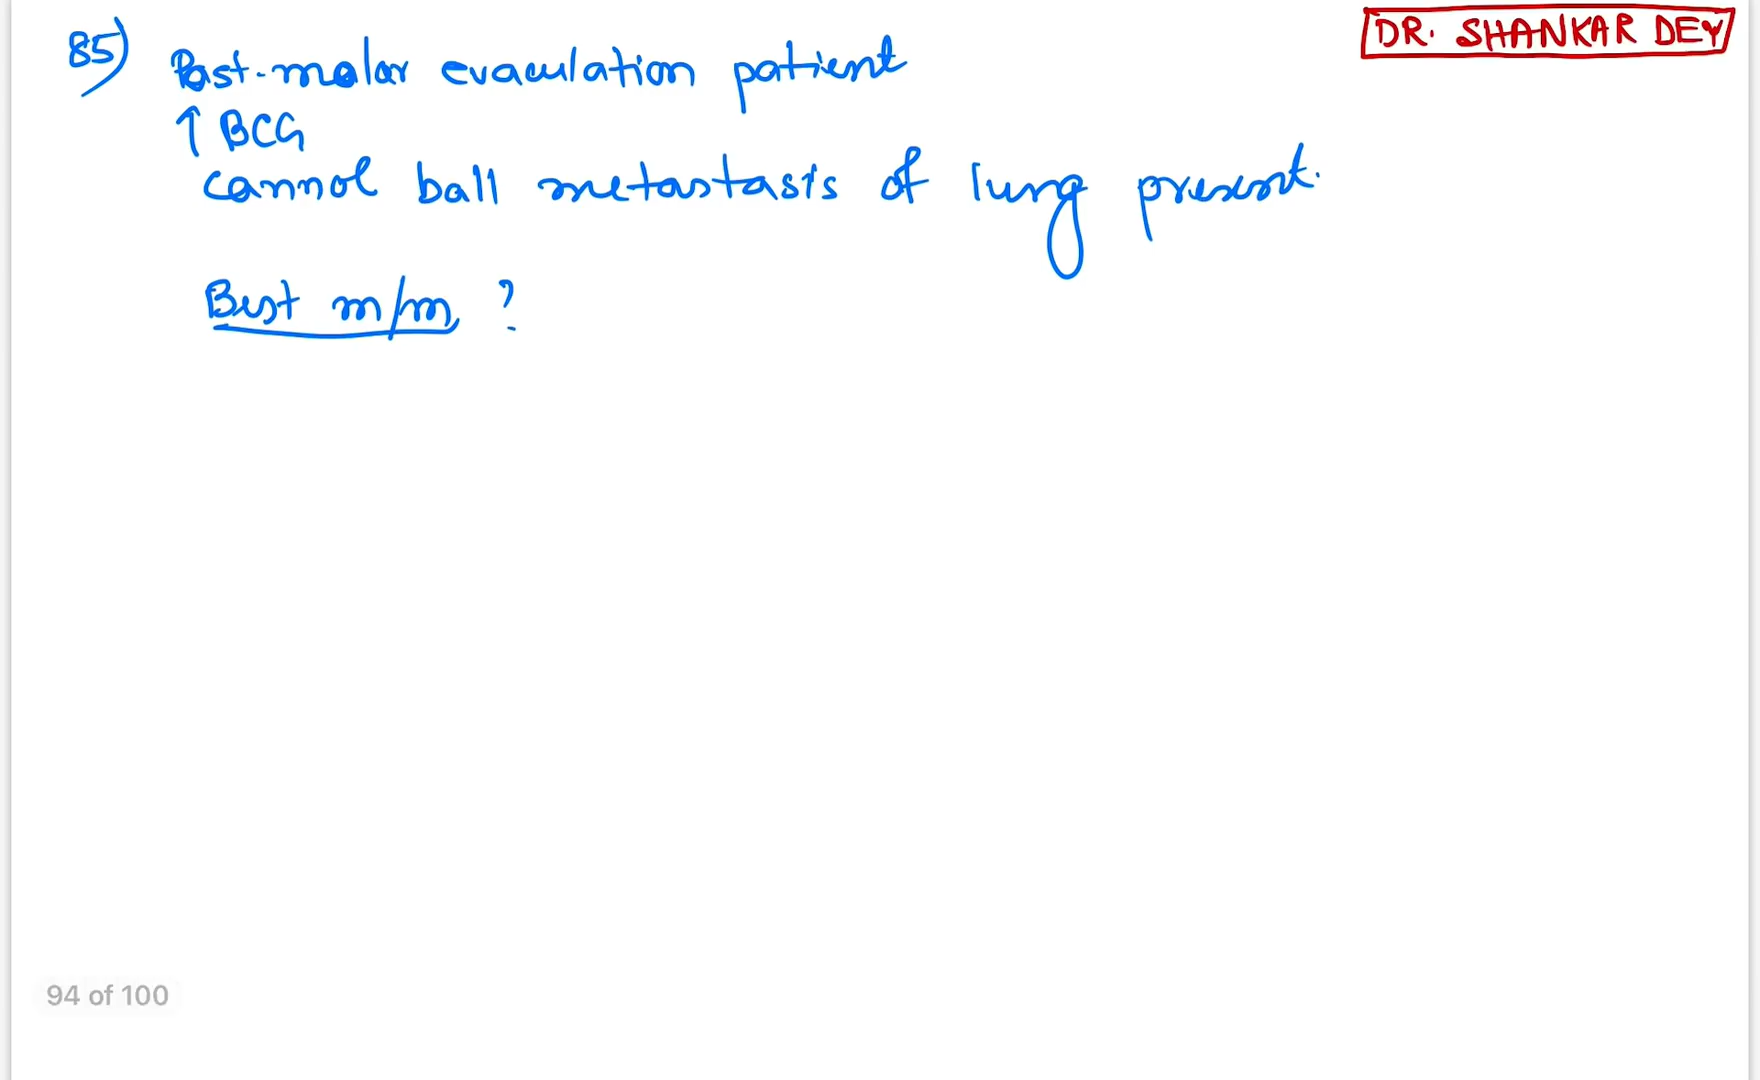 85) Post-molar evaculation patient
DR. SHANKAR DEY
↑ BCG
cannol ball metastasis of lung present.
Best m/m ?
94 of 100